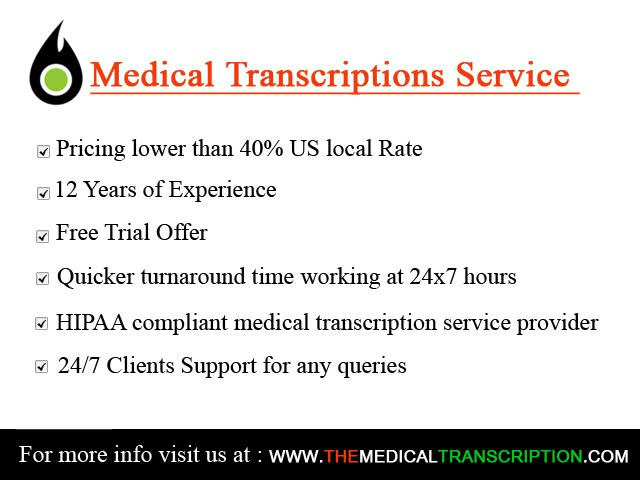 Medical Transcriptions Service
Pricing lower than 40% US local Rate
12 Years of Experience
Free Trial Offer
Quicker turnaround time working at 24x7 hours
HIPAA compliant medical transcription service provider
24/7 Clients Support for any queries
For more info visit us at : WWW.THEMEDICALTRANSCRIPTION.COM